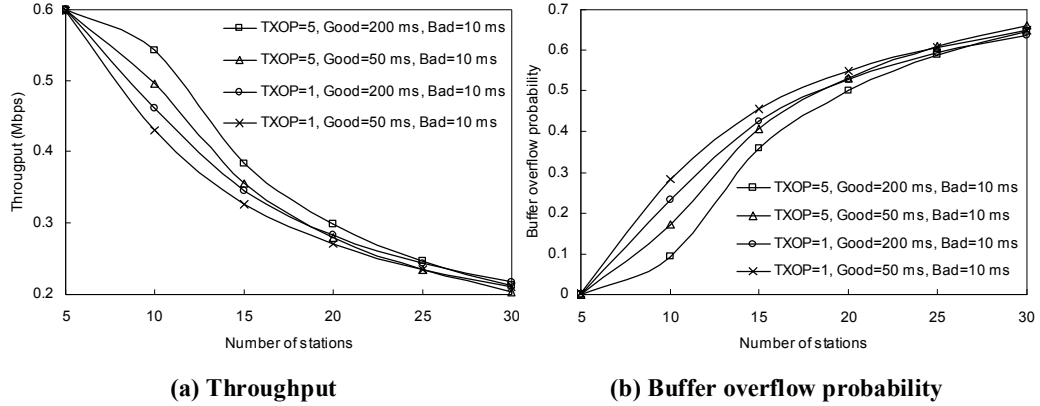 0.6
0.5
0.4
0.3
0.2
Througput (Mbps)
TXOP=5, Good=200 ms, Bad=10 ms
TXOP=5, Good=50 ms, Bad=10 ms
TXOP=1, Good=200 ms, Bad=10 ms
TXOP=1, Good=50 ms, Bad=10 ms
5 10 15 20 25 30
Number of stations
(a) Throughput
0.7
0.6
0.5
0.4
0.3
0.2
0.1
0
Buffer overflow probability
TXOP=5, Good=200 ms, Bad=10 ms
TXOP=5, Good=50 ms, Bad=10 ms
TXOP=1, Good=200 ms, Bad=10 ms
TXOP=1, Good=50 ms, Bad=10 ms
5 10 15 20 25 30
Number of stations
(b) Buffer overflow probability